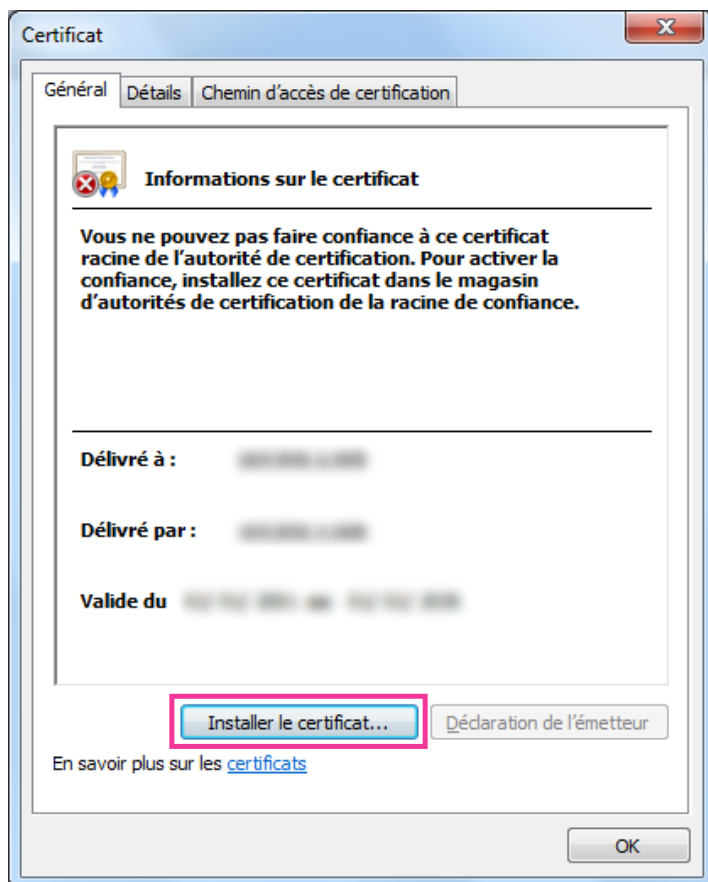 Certificat
Général Détails Chemin d'accès de certification
Informations sur le certificat
Vous ne pouvez pas faire confiance à ce certificat
racine de l'autorité de certification. Pour activer la
confiance, installez ce certificat dans le magasin
d'autorités de certification de la racine de confiance.
Délivré à :
Délivré par :
Valide du
Installer le certificat... Déclaration de l'émetteur
En savoir plus sur les certificats
OK